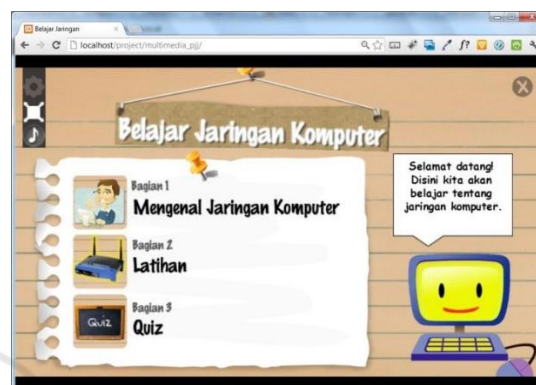 Belajar Jaringan
localhost/project/multimedia_pjj/
Belajar Jaringan Komputer
Bagian 1
Mengenal Jaringan Komputer
Bagian 2
Latihan
Bagian 3
Quiz
Quiz
Selamat datang!
Disini kita akan
belajar tentang
jaringan komputer.